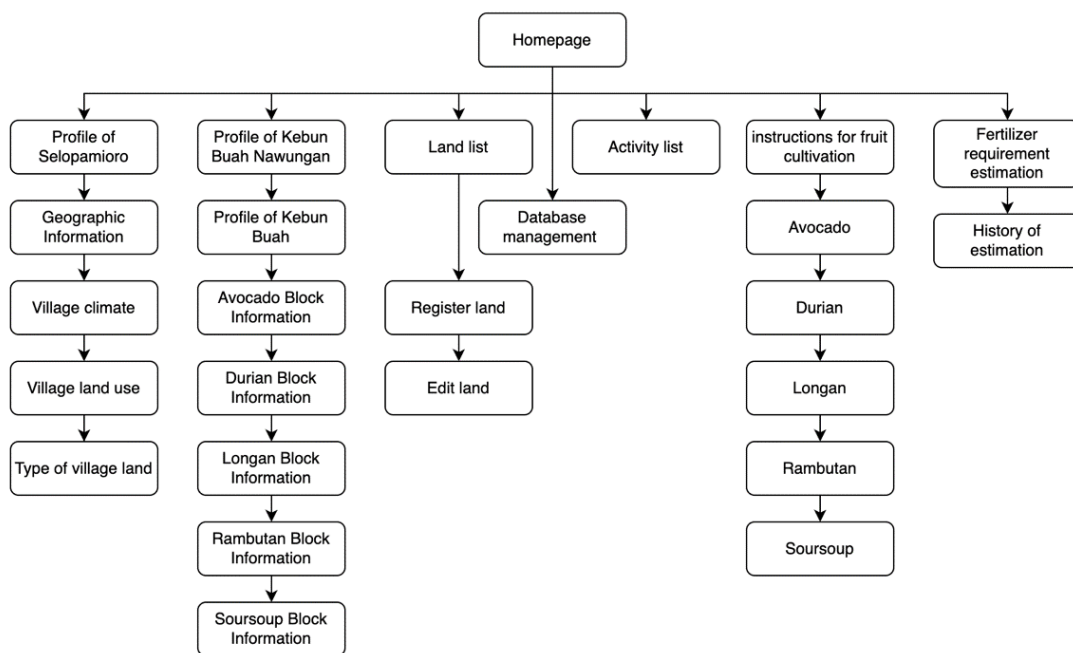 Homepage
Profile of
Selopamioro
Profile of Kebun
Buah Nawungan
Land list
Activity list
instructions for fruit
cultivation
Fertilizer
requirement
estimation
Geographic
Information
Profile of Kebun
Buah
Database
management
Avocado
History of
estimation
Village climate
Avocado Block
Information
Register land
Durian
Village land use
Durian Block
Information
Edit land
Longan
Type of village land
Longan Block
Information
Rambutan
Rambutan Block
Information
Soursoup
Soursoup Block
Information